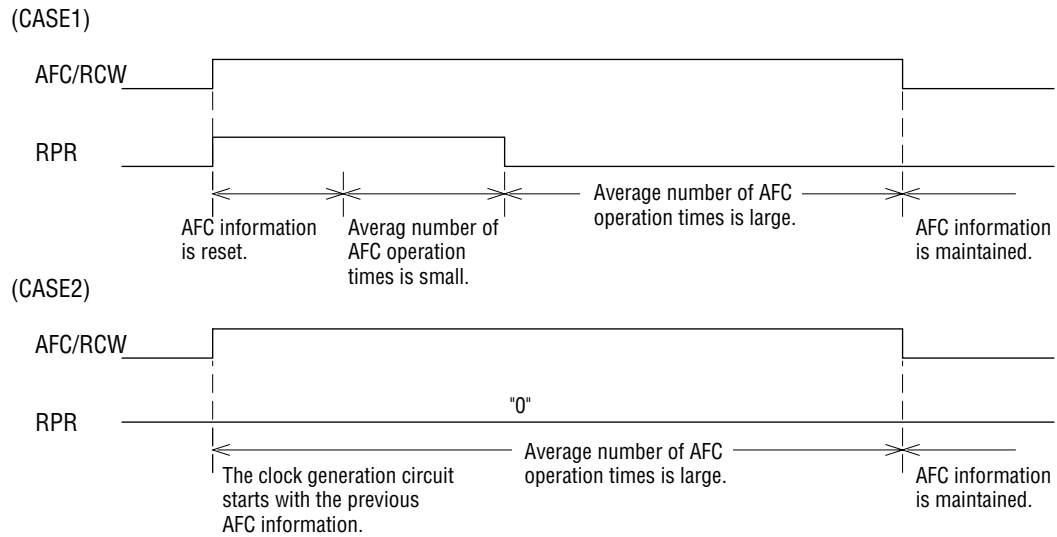 (CASE1)
AFC/RCW
RPR
Average number of AFC
operation times is large.
AFC information
is reset.
Averag number of
AFC operation
times is small.
AFC information
is maintained.
(CASE2)
AFC/RCW
RPR
"0"
Average number of AFC
operation times is large.
The clock generation circuit
starts with the previous
AFC information.
AFC information
is maintained.